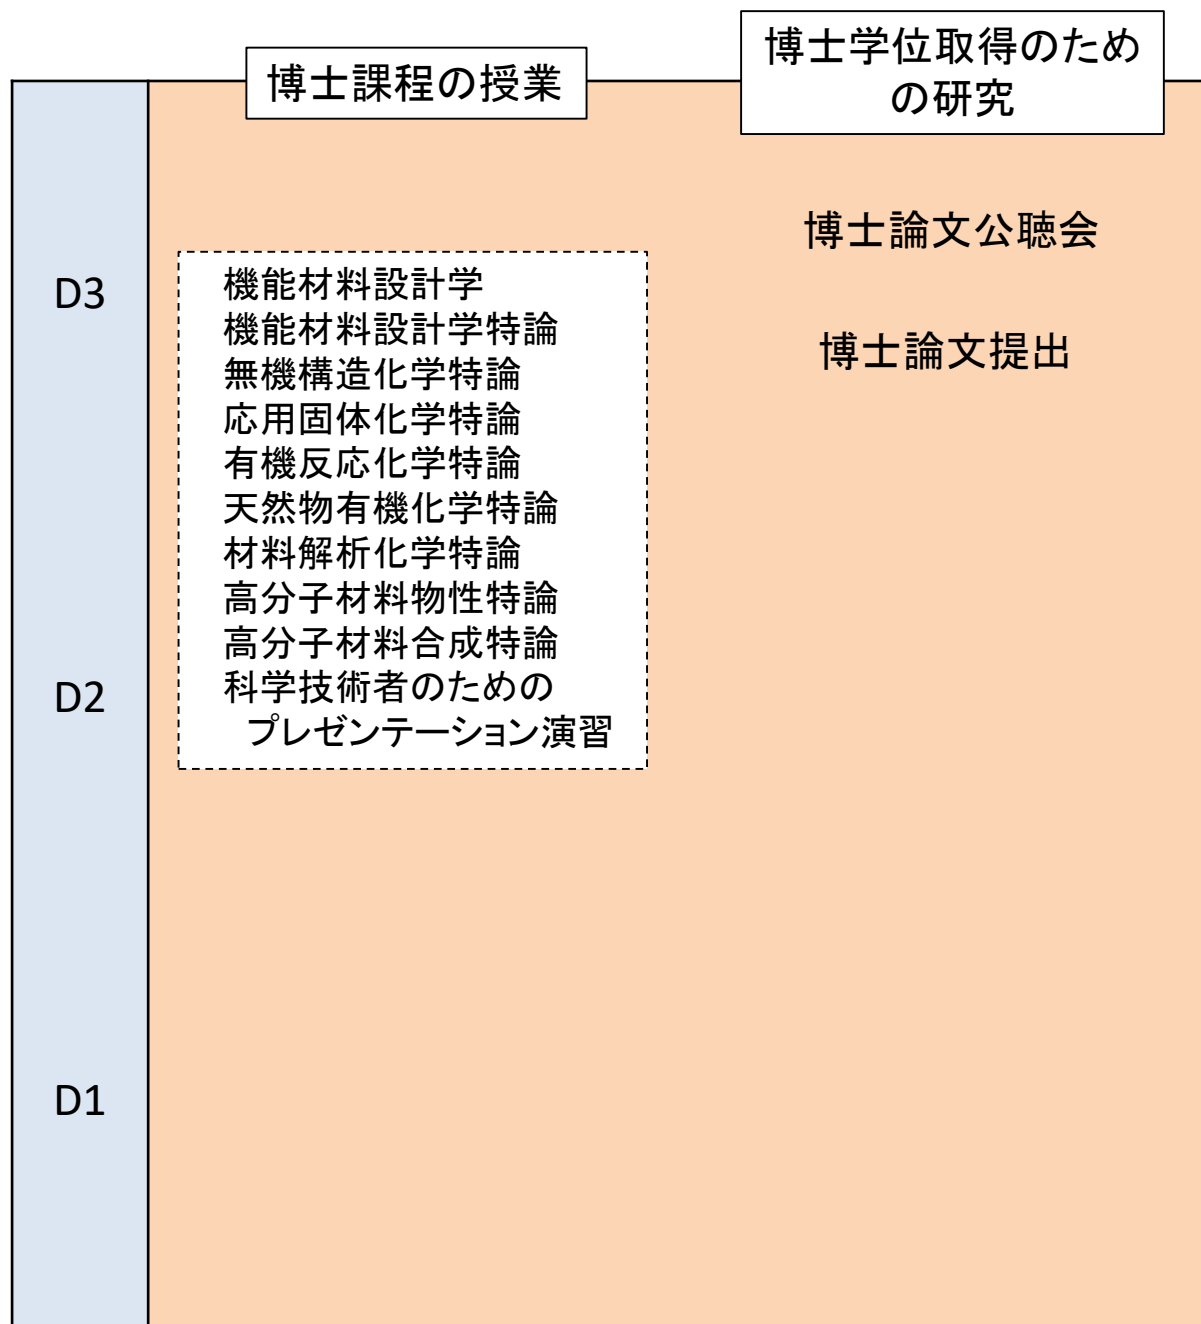 博士課程の授業
博士学位取得のため
の研究
D3
機能材料設計学
機能材料設計学特論
無機構造化学特論
応用固体化学特論
有機反応化学特論
天然物有機化学特論
材料解析化学特論
高分子材料物性特論
高分子材料合成特論
科学技術者のための
プレゼンテーション演習
博士論文公聴会
博士論文提出
D2
D1